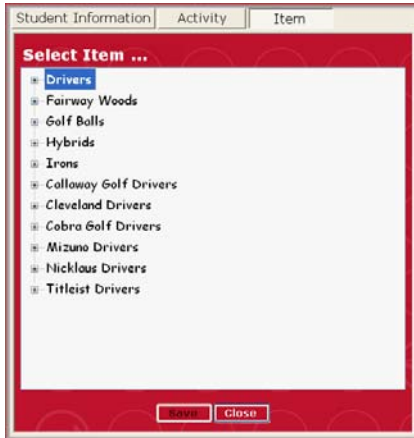 Student Information Activity Item
Select Item ...
Drivers
Fairway Woods
Golf Balls
Hybrids
Irons
Callaway Golf Drivers
Cleveland Drivers
Cobra Golf Drivers
Mizuno Drivers
Nicklaus Drivers
Titleist Drivers
Save Close